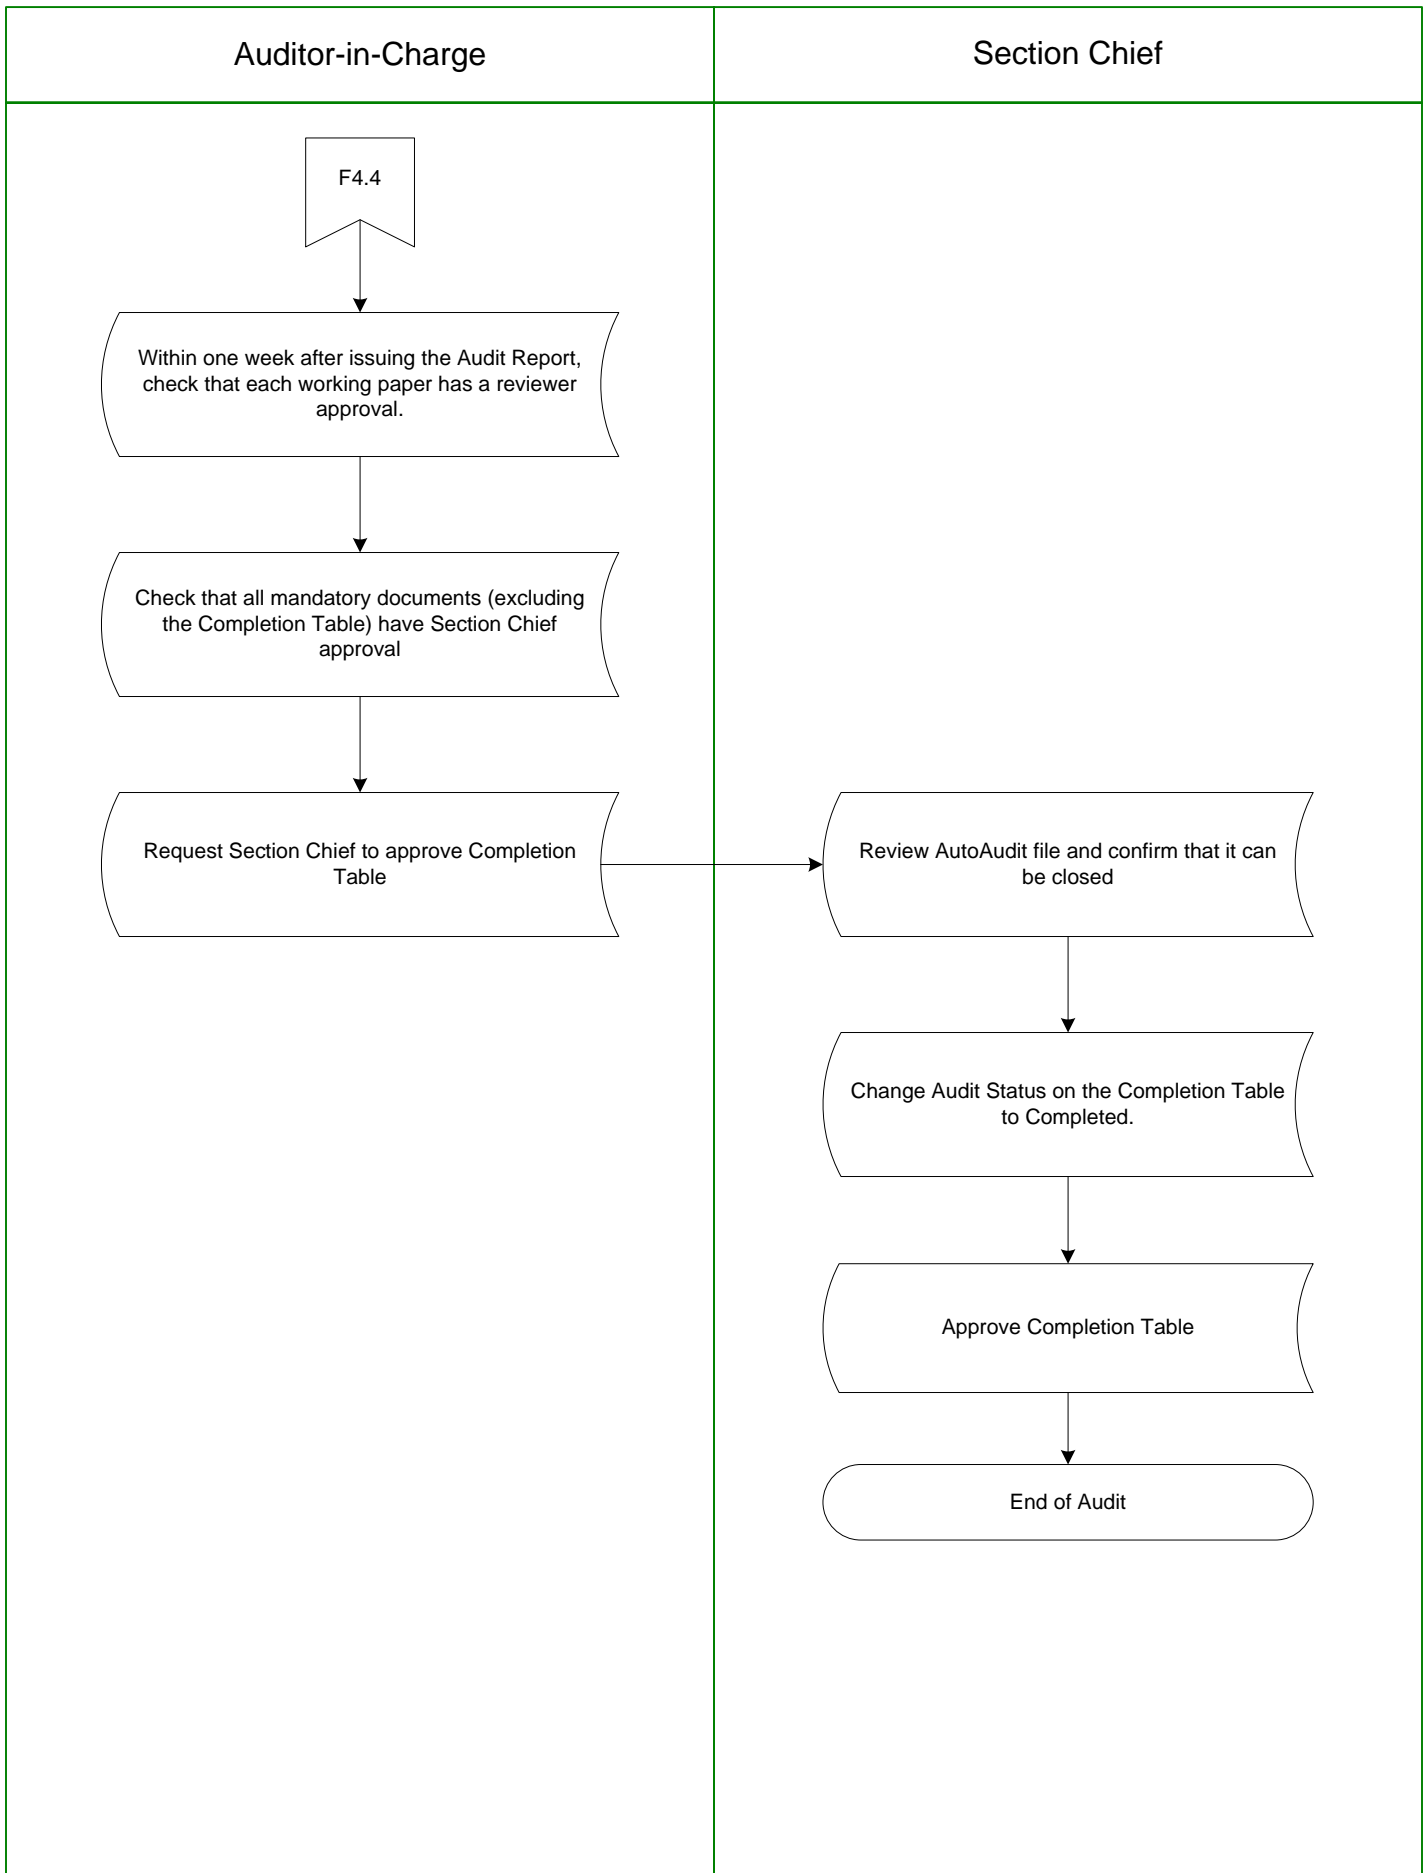 Auditor-in-Charge
Section Chief
F4.4
Within one week after issuing the Audit Report,
check that each working paper has a reviewer
approval.
Check that all mandatory documents (excluding
the Completion Table) have Section Chief
approval
Request Section Chief to approve Completion
Table
Review AutoAudit file and confirm that it can
be closed
Change Audit Status on the Completion Table
to Completed.
Approve Completion Table
End of Audit